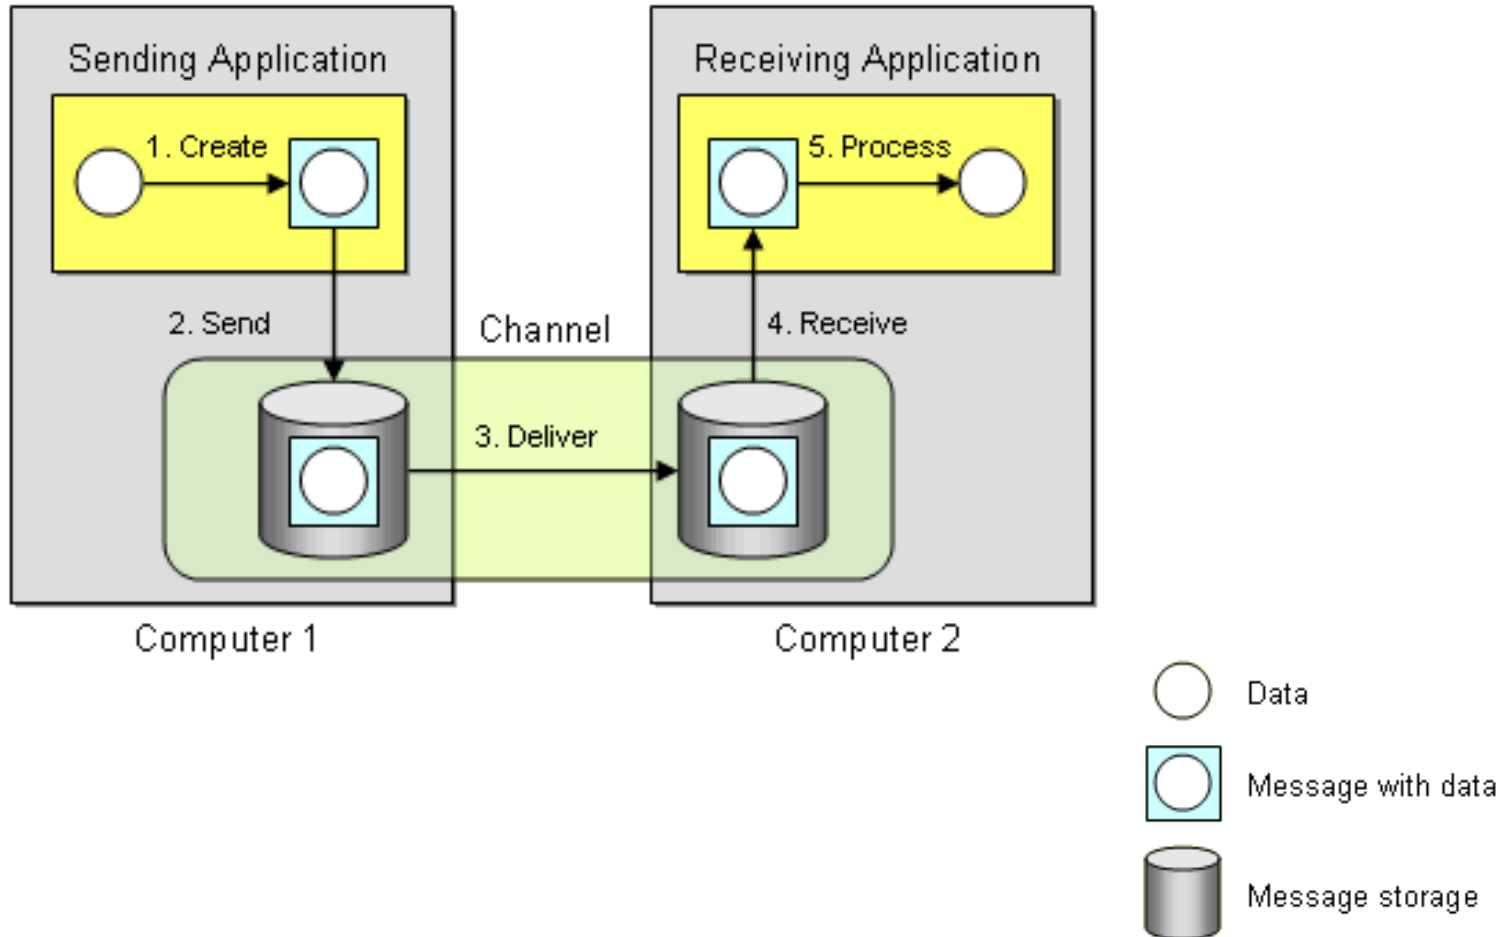 Sending Application
Receiving Application
1. Create
5. Process
2. Send
Channel
4. Receive
3. Deliver
Computer 1
Computer 2
Data
Message with data
Message storage